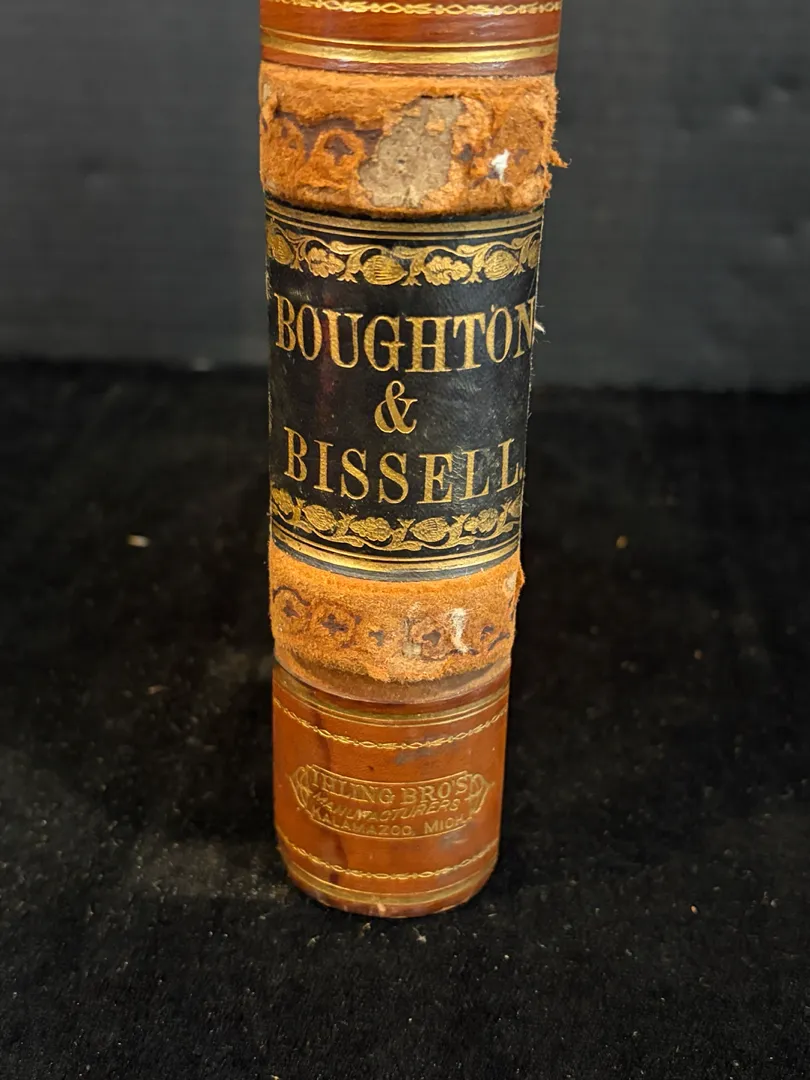 BOUGHTON
&
BISSELL.
IHLING BRO'S
MANUFACTURERS
KALAMAZOO, MICH.